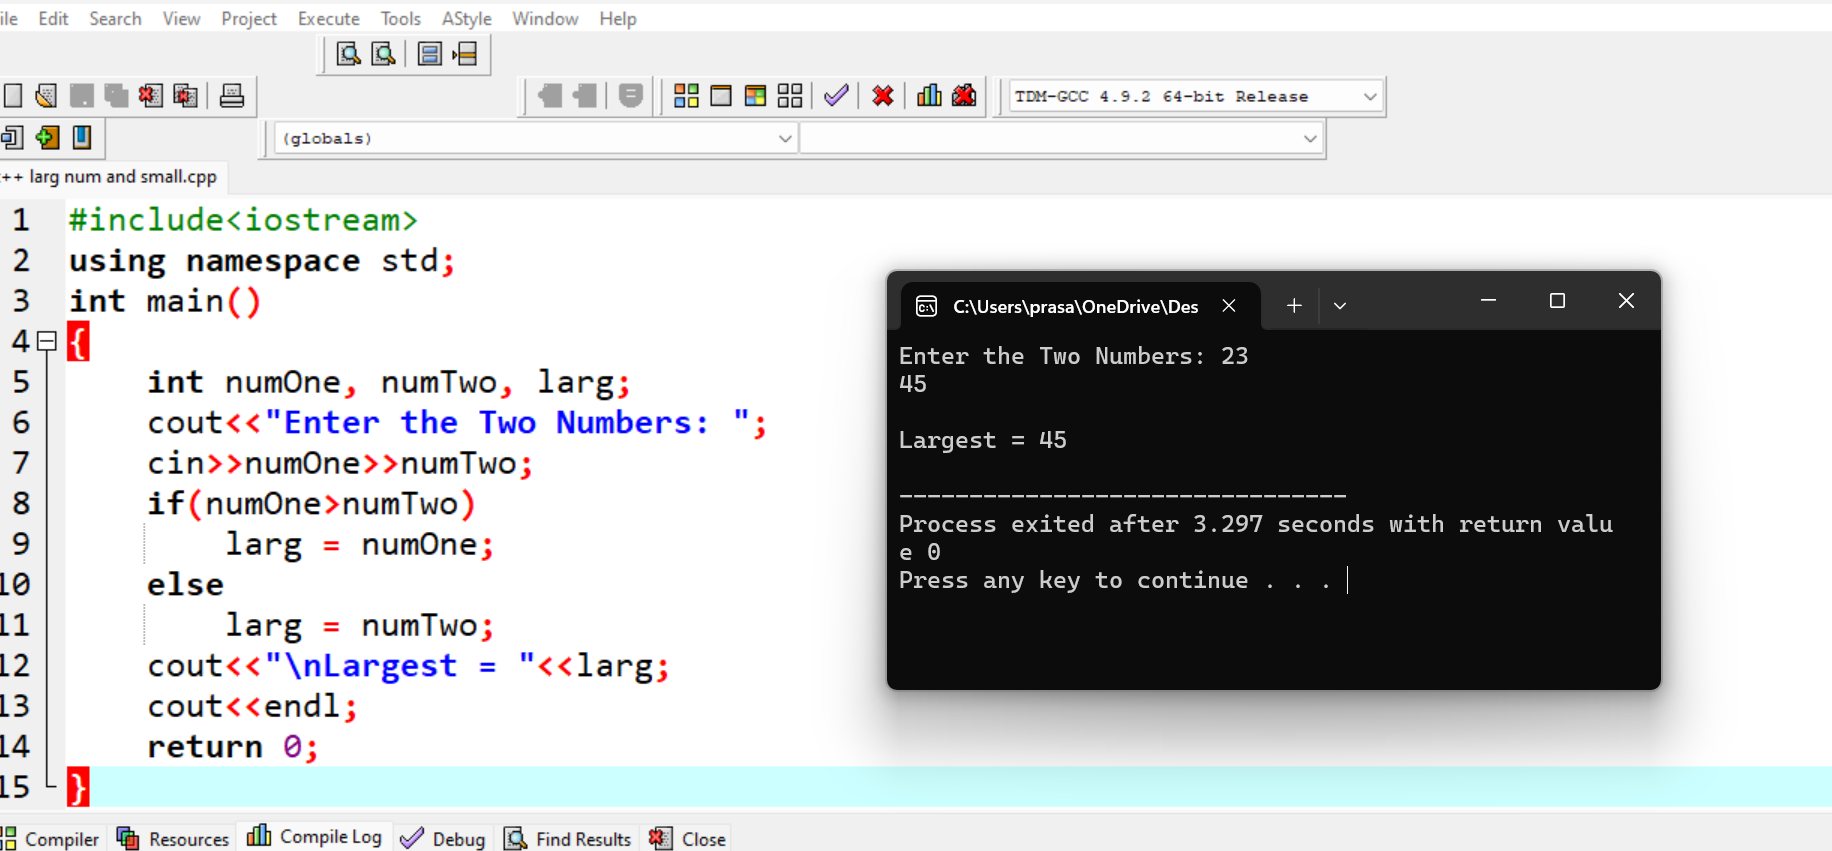 ile Edit Search View Project Execute Tools AStyle Window Help
TDM-GCC 4.9.2 64-bit Release
(globals)
++ larg num and small.cpp
1 #include<iostream>
2 using namespace std;
3 int main()
4 {
5 int numOne, numTwo, larg;
6 cout<<"Enter the Two Numbers: ";
7 cin>>numOne>>numTwo;
8 if(numOne>numTwo)
9 larg = numOne;
10 else
11 larg = numTwo;
12 cout<<"\nLargest = "<<larg;
13 cout<<endl;
14 return 0;
15 }
C:\Users\prasa\OneDrive\Des
Enter the Two Numbers: 23
45
Largest = 45
--------------------------------
Process exited after 3.297 seconds with return valu
e 0
Press any key to continue . . .
Compiler Resources Compile Log Debug Find Results Close